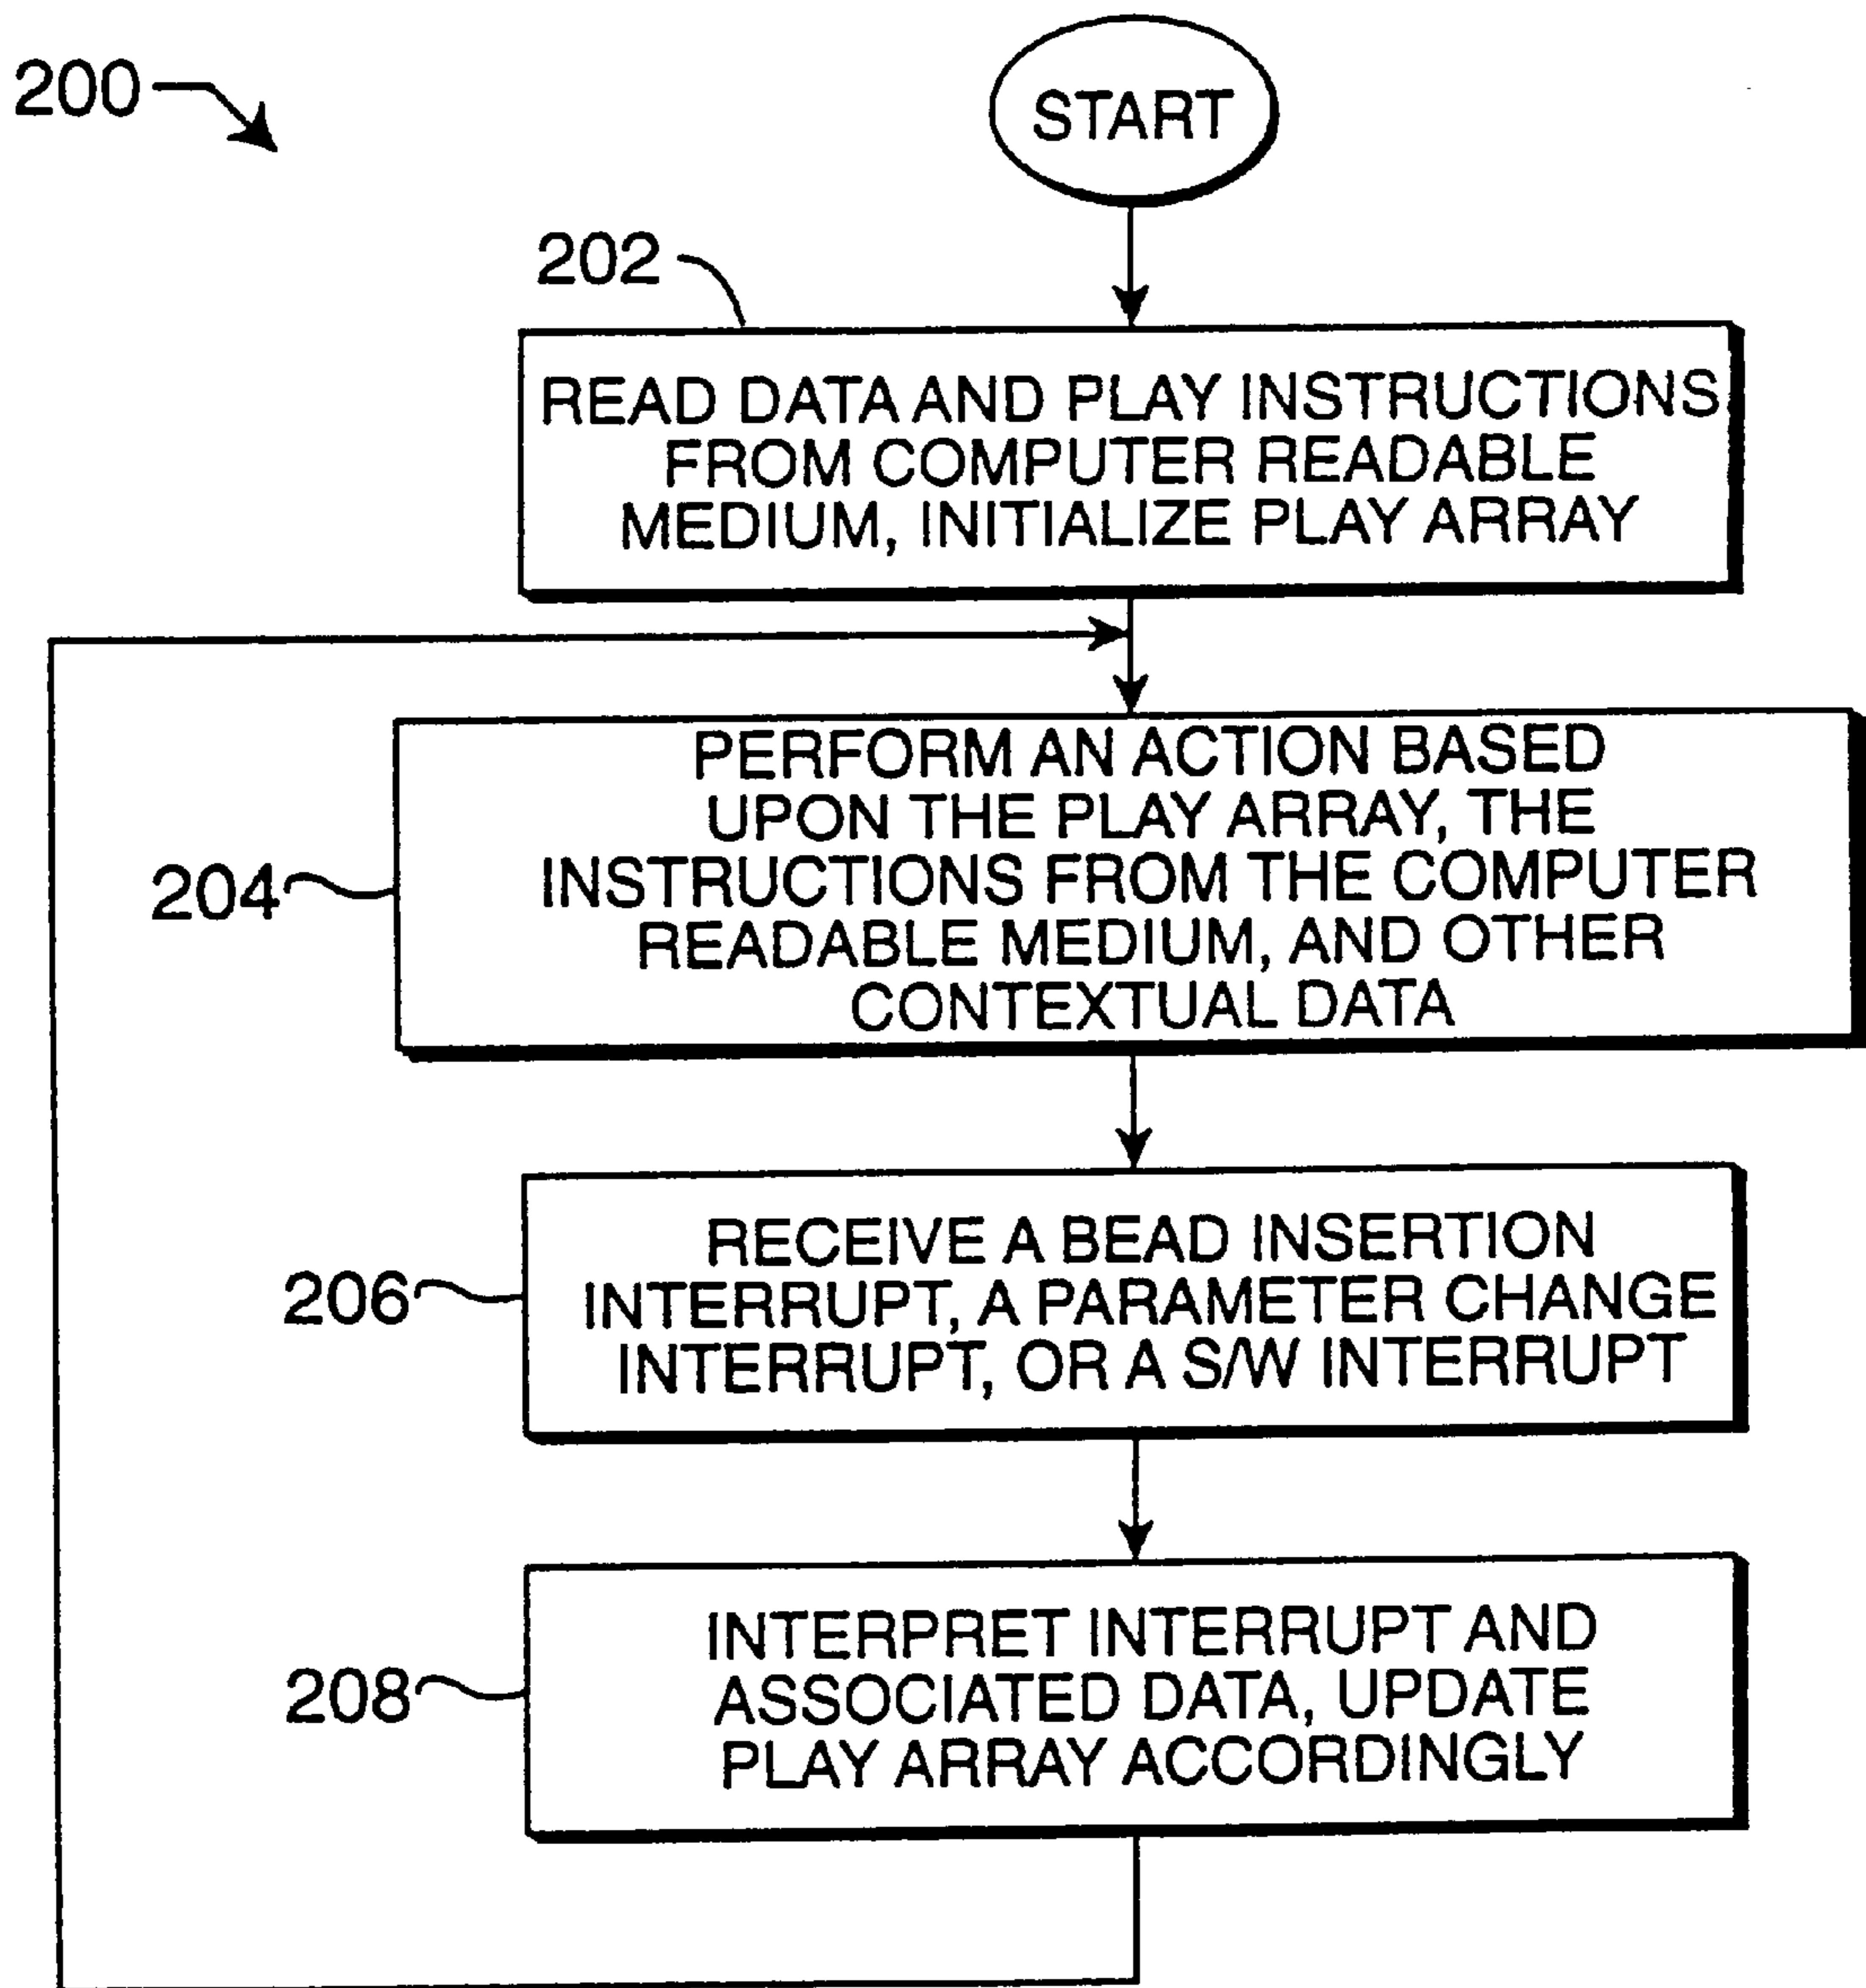 200
START
202
READ DATA AND PLAY INSTRUCTIONS
FROM COMPUTER READABLE
MEDIUM, INITIALIZE PLAY ARRAY
PERFORM AN ACTION BASED
UPON THE PLAY ARRAY, THE
INSTRUCTIONS FROM THE COMPUTER
READABLE MEDIUM, AND OTHER
CONTEXTUAL DATA
204
RECEIVE A BEAD INSERTION
INTERRUPT, A PARAMETER CHANGE
INTERRUPT, OR A S/W INTERRUPT
206
INTERPRET INTERRUPT AND
ASSOCIATED DATA, UPDATE
PLAY ARRAY ACCORDINGLY
208